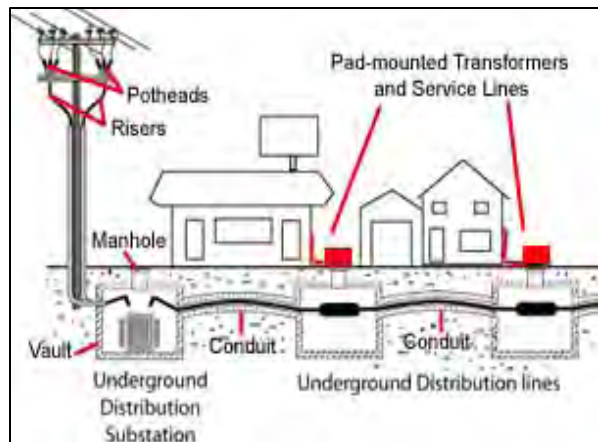 Pad-mounted Transformers
and Service Lines
Potheads
Risers
Manhole
Vault
Conduit
Conduit
Underground
Distribution
Substation
Underground Distribution lines